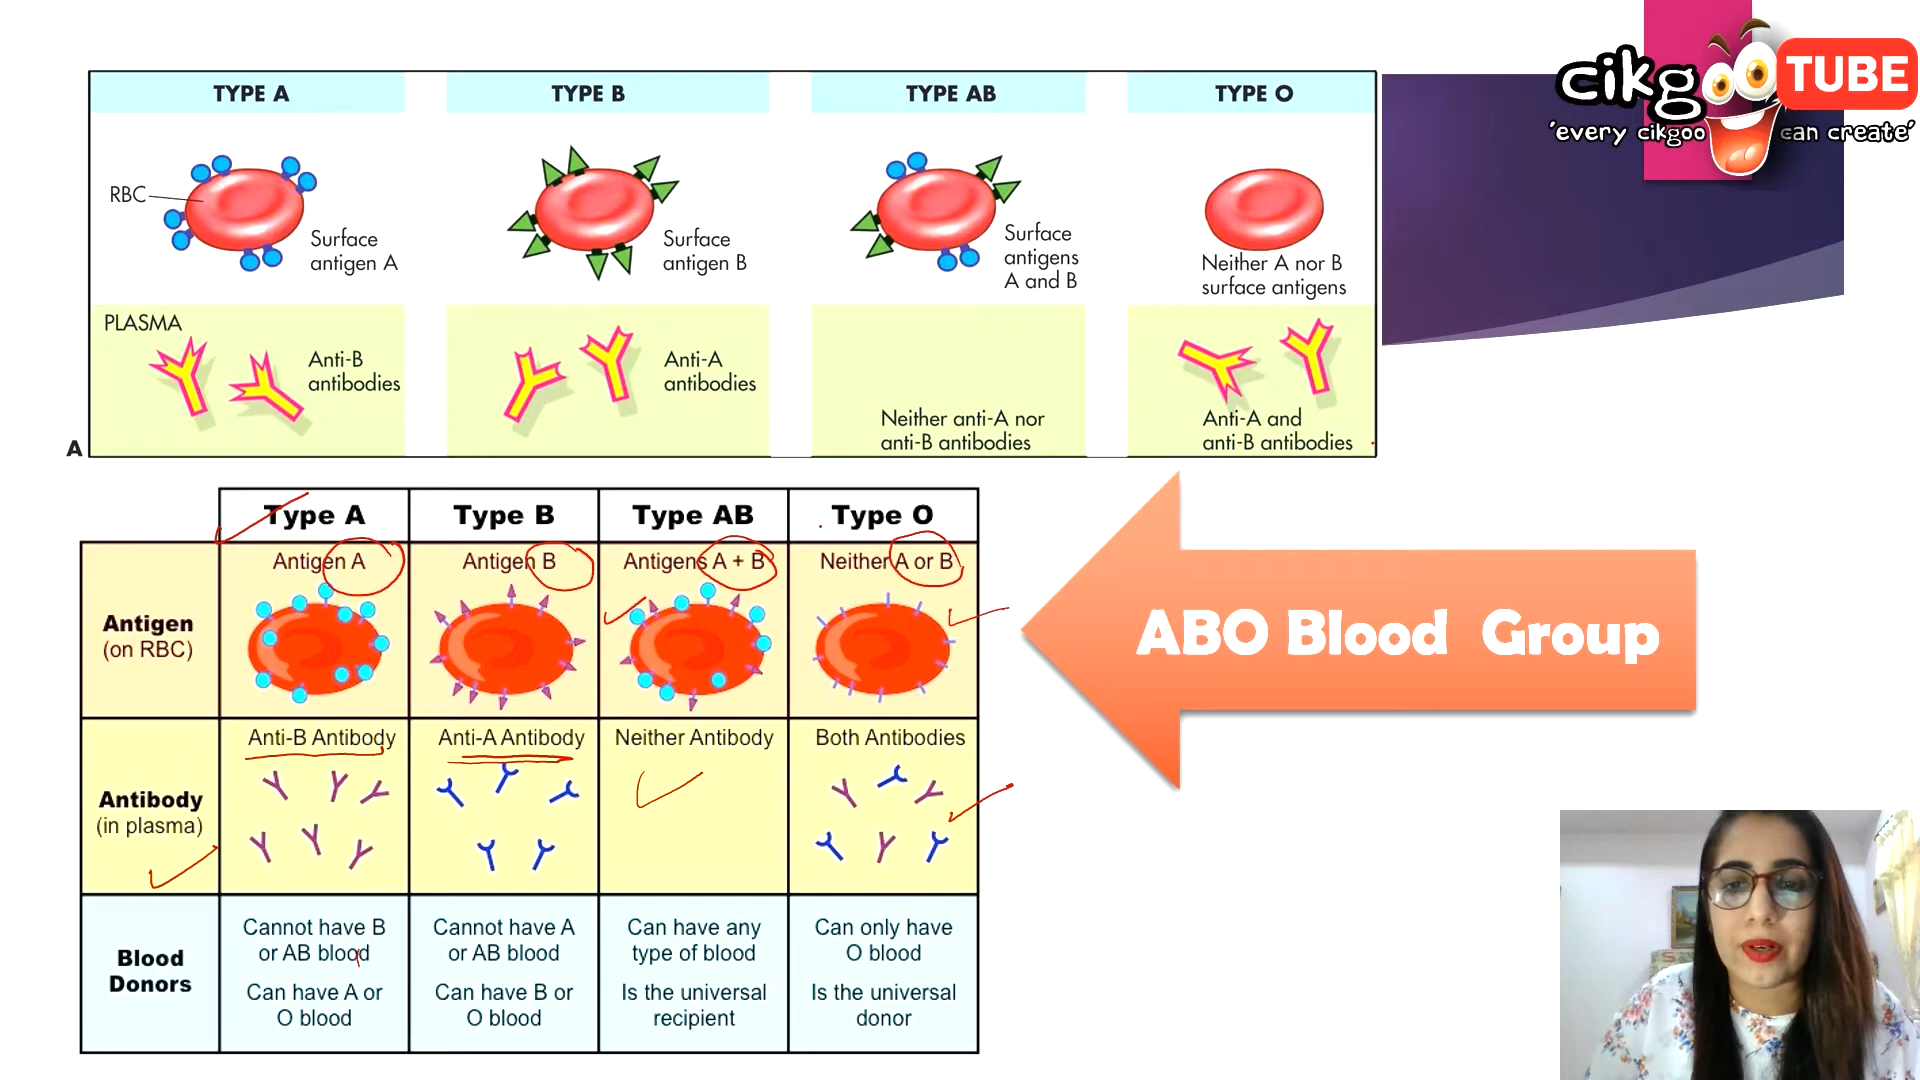 cikgoo TUBE
'every cikgoo can create'
TYPE A
TYPE B
TYPE AB
TYPE O
RBC
Surface
antigen A
Surface
antigen B
Surface
antigens
A and B
Neither A nor B
surface antigens
PLASMA
Anti-B
antibodies
Anti-A
antibodies
Neither anti-A nor
anti-B antibodies
Anti-A and
anti-B antibodies
A
Type A
Type B
Type AB
Type O
Antigen
(on RBC)
Antigen A
Antigen B
Antigens A + B
Neither A or B
Antibody
(in plasma)
Anti-B Antibody
Anti-A Antibody
Neither Antibody
Both Antibodies
Blood
Donors
Cannot have B
or AB blood
Can have A or
O blood
Cannot have A
or AB blood
Can have B or
O blood
Can have any
type of blood
Is the universal
recipient
Can only have
O blood
Is the universal
donor
ABO Blood Group